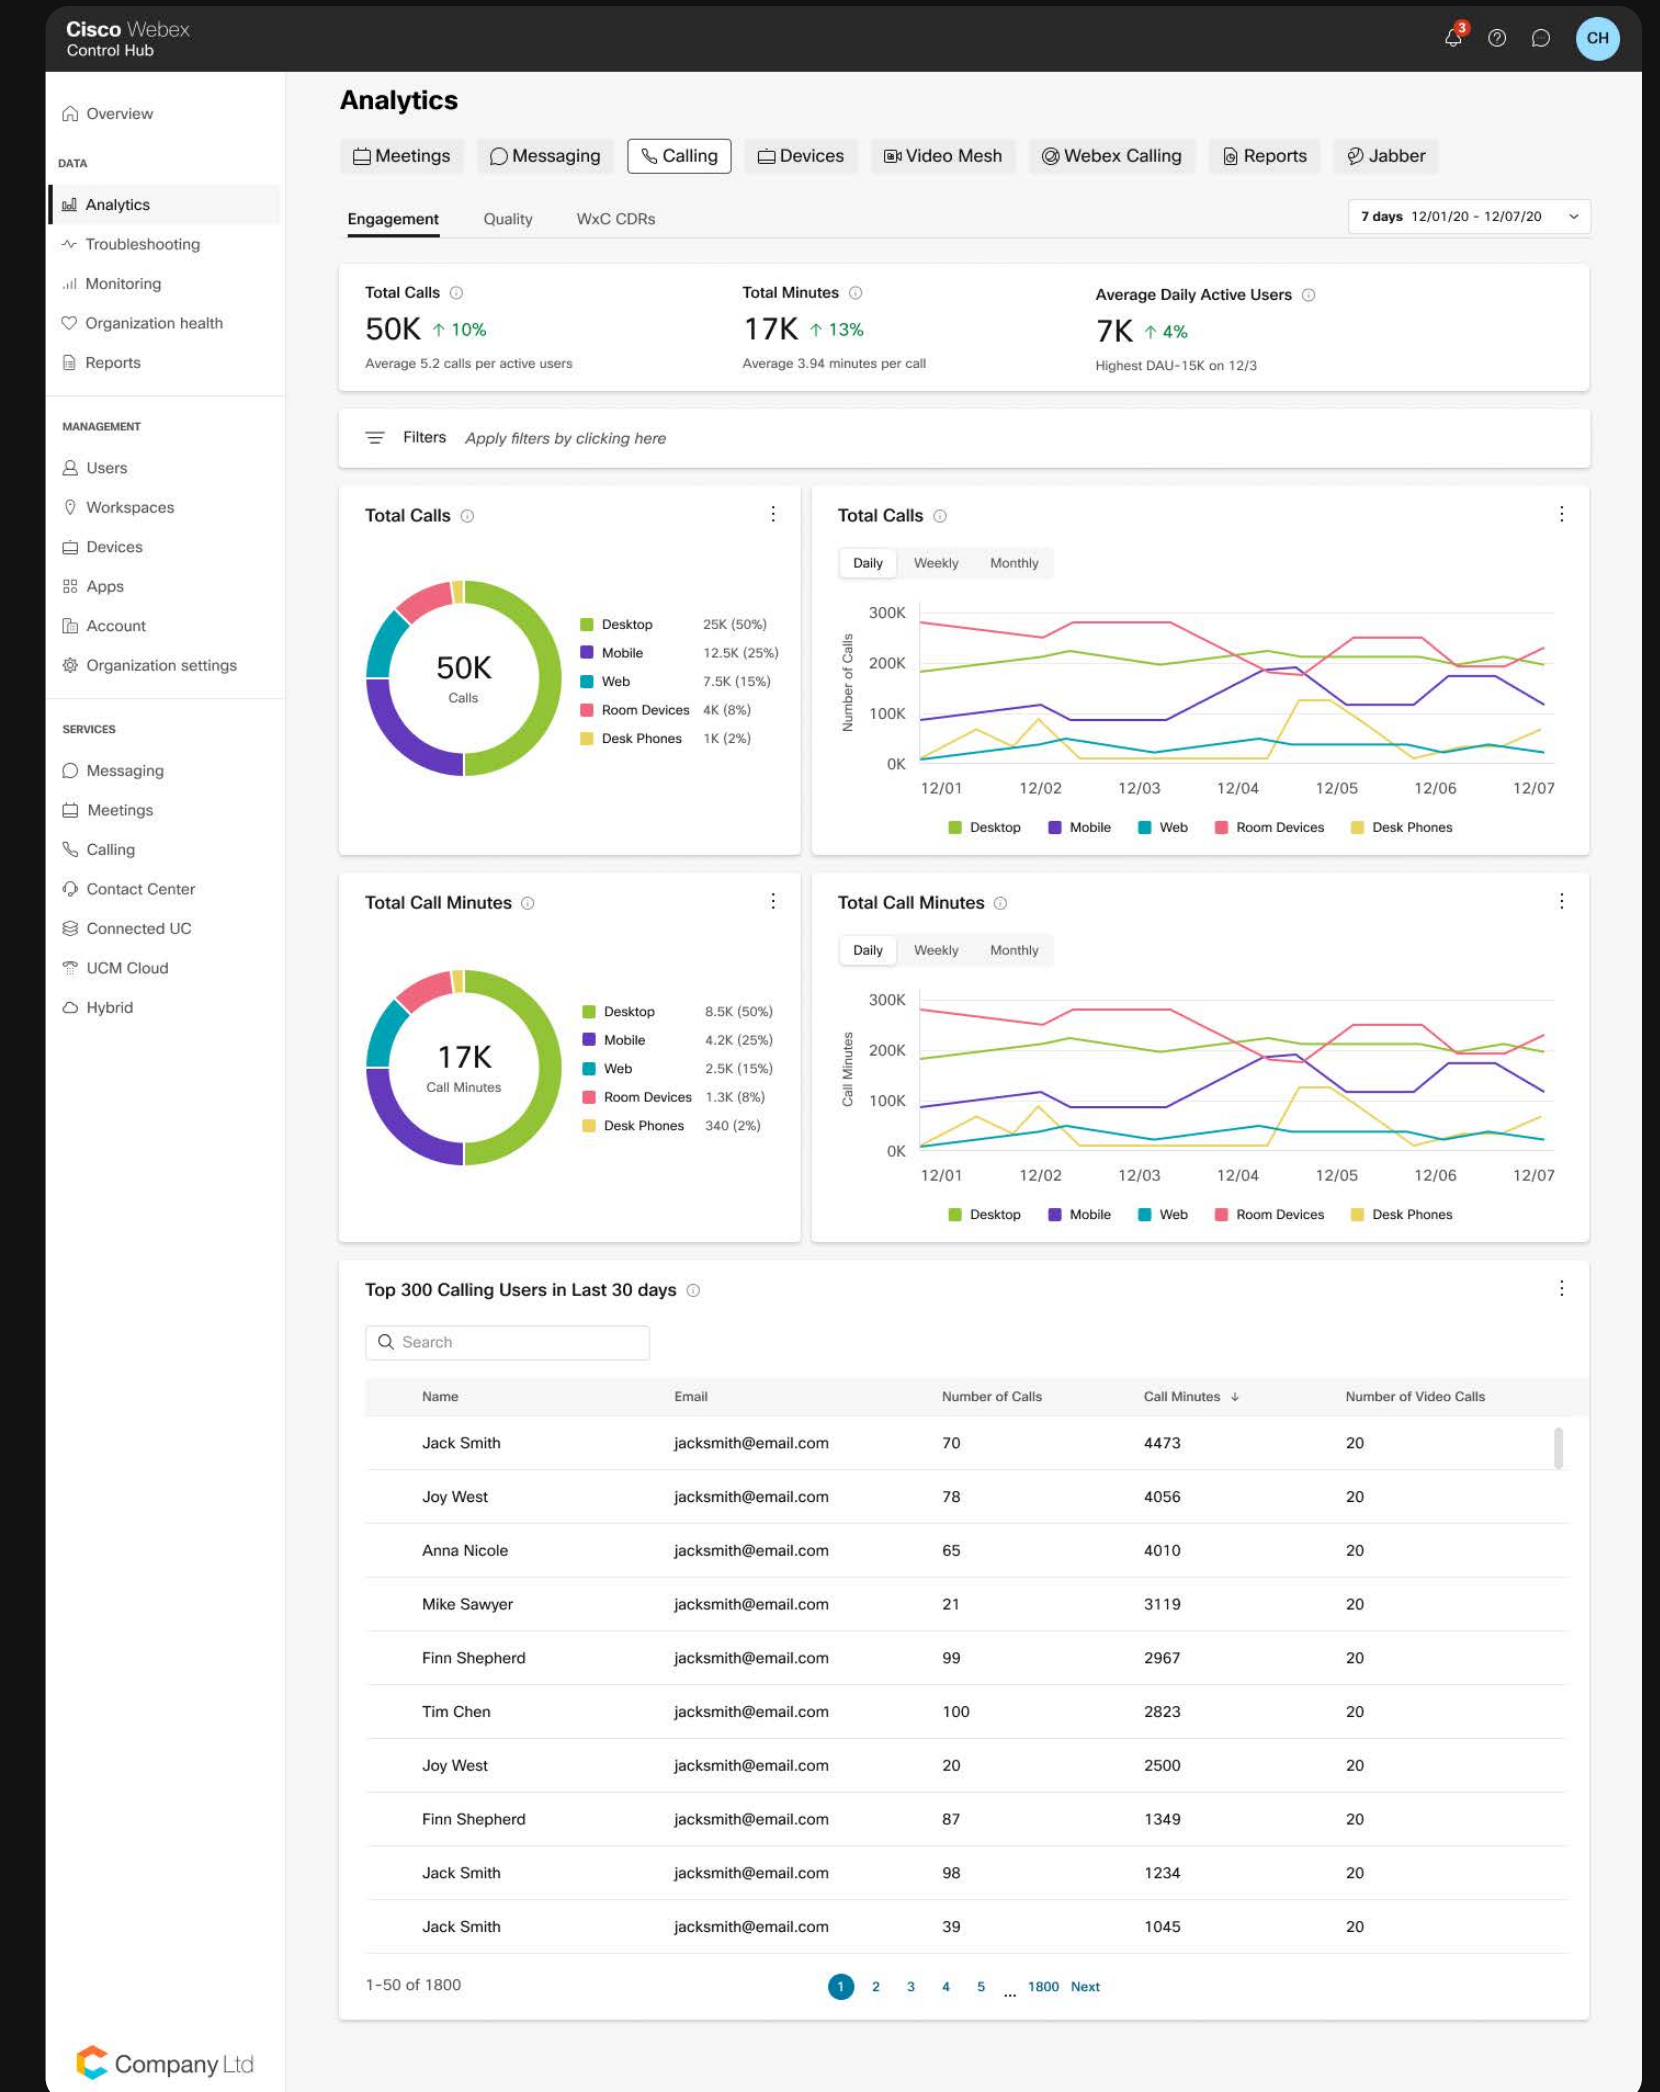 Cisco Webex
Control Hub
3
CH
Overview
DATA
Analytics
Troubleshooting
Monitoring
Organization health
Reports
MANAGEMENT
Users
Workspaces
Devices
Apps
Account
Organization settings
SERVICES
Messaging
Meetings
Calling
Contact Center
Connected UC
UCM Cloud
Hybrid
Company Ltd
Analytics
Meetings Messaging Calling Devices Video Mesh Webex Calling Reports Jabber
Engagement Quality WxC CDRs
7 days 12/01/20 - 12/07/20
Total Calls
50K ↑ 10%
Average 5.2 calls per active users
Total Minutes
17K ↑ 13%
Average 3.94 minutes per call
Average Daily Active Users
7K ↑ 4%
Highest DAU-15K on 12/3
Filters Apply filters by clicking here
Total Calls
50K
Calls
Desktop 25K (50%)
Mobile 12.5K (25%)
Web 7.5K (15%)
Room Devices 4K (8%)
Desk Phones 1K (2%)
Total Calls
Daily Weekly Monthly
Number of Calls
300K
200K
100K
0K
12/01 12/02 12/03 12/04 12/05 12/06 12/07
Desktop Mobile Web Room Devices Desk Phones
Total Call Minutes
17K
Call Minutes
Desktop 8.5K (50%)
Mobile 4.2K (25%)
Web 2.5K (15%)
Room Devices 1.3K (8%)
Desk Phones 340 (2%)
Total Call Minutes
Daily Weekly Monthly
Call Minutes
300K
200K
100K
0K
12/01 12/02 12/03 12/04 12/05 12/06 12/07
Desktop Mobile Web Room Devices Desk Phones
Top 300 Calling Users in Last 30 days
Search
Name Email Number of Calls Call Minutes ↓ Number of Video Calls
Jack Smith jacksmith@email.com 70 4473 20
Joy West jacksmith@email.com 78 4056 20
Anna Nicole jacksmith@email.com 65 4010 20
Mike Sawyer jacksmith@email.com 21 3119 20
Finn Shepherd jacksmith@email.com 99 2967 20
Tim Chen jacksmith@email.com 100 2823 20
Joy West jacksmith@email.com 20 2500 20
Finn Shepherd jacksmith@email.com 87 1349 20
Jack Smith jacksmith@email.com 98 1234 20
Jack Smith jacksmith@email.com 39 1045 20
1-50 of 1800
1 2 3 4 5 ... 1800 Next